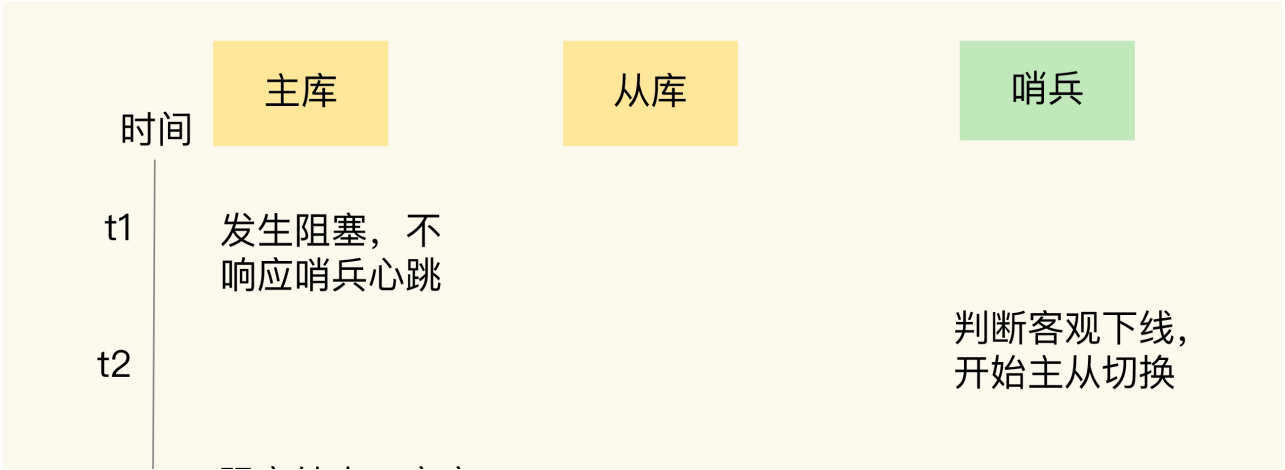 主库
从库
哨兵
时间
t1
发生阻塞，不
响应哨兵心跳
判断客观下线，
开始主从切换
t2